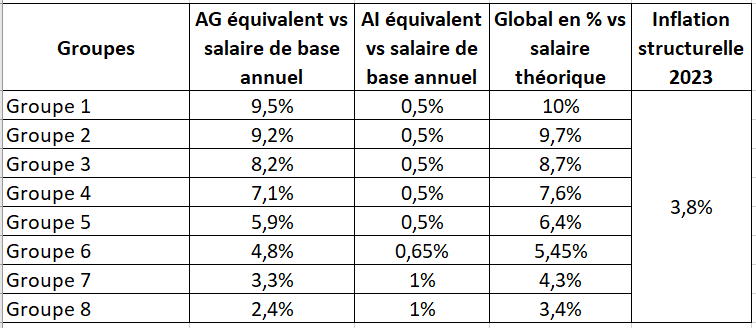 Groupes AG équivalent vs salaire de base annuel AI équivalent vs salaire de base annuel Global en % vs salaire théorique Inflation structurelle 2023
Groupe 1 9,5% 0,5% 10%
Groupe 2 9,2% 0,5% 9,7%
Groupe 3 8,2% 0,5% 8,7%
Groupe 4 7,1% 0,5% 7,6%
3,8%
Groupe 5 5,9% 0,5% 6,4%
Groupe 6 4,8% 0,65% 5,45%
Groupe 7 3,3% 1% 4,3%
Groupe 8 2,4% 1% 3,4%